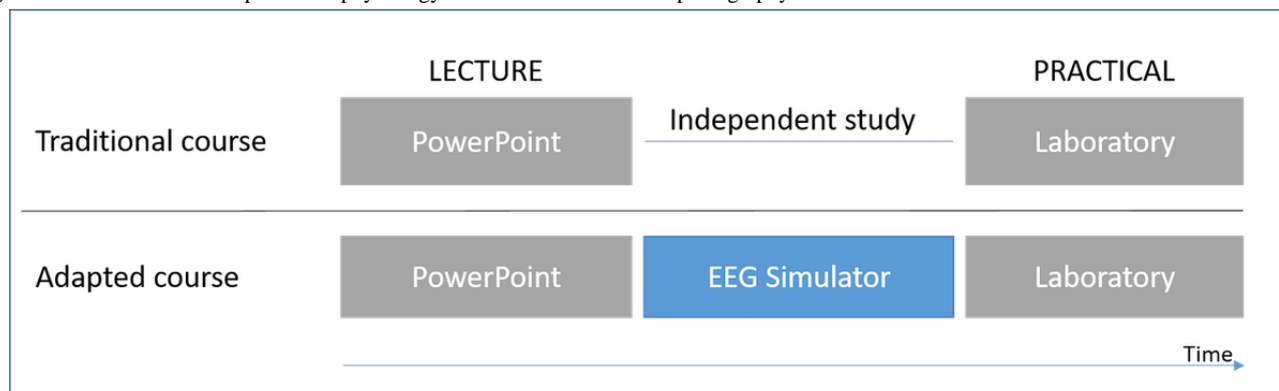 LECTURE PRACTICAL
Traditional course PowerPoint Independent study Laboratory
Adapted course PowerPoint EEG Simulator Laboratory
Time